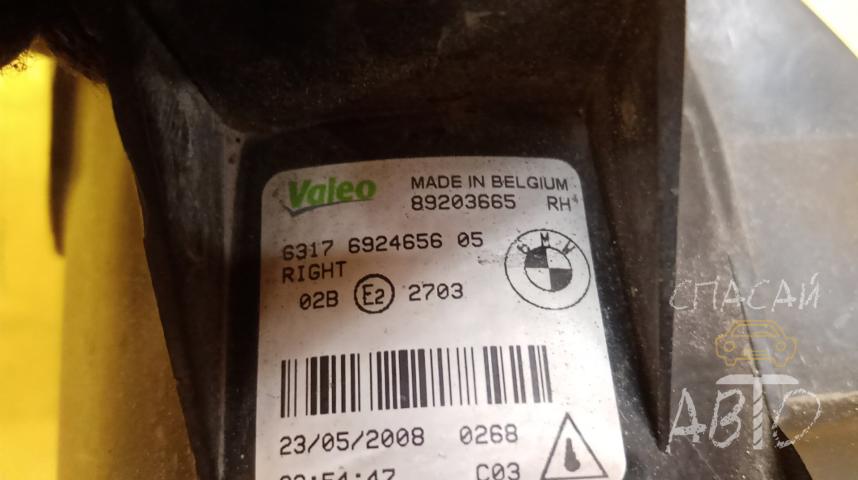 Valeo
MADE IN BELGIUM
89203665 RH
6317 6924656 05
RIGHT
BMW
02B E2 2703
23/05/2008 0268
C03
СПАСАЙ
АВТО